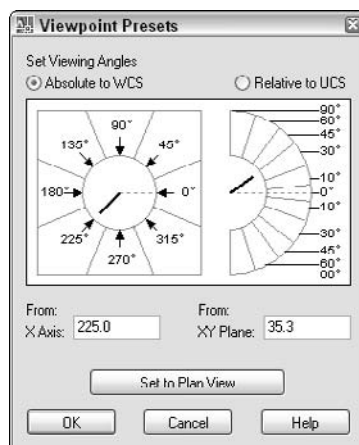 Viewpoint Presets
Set Viewing Angles
Absolute to WCS Relative to UCS
90°
135° 45°
180° 0°
225° 315°
270°
90°
60°
45°
30°
10°
0°
10°
30°
45°
60°
00°
From: From:
X Axis: 225.0 XY Plane: 35.3
Set to Plan View
OK Cancel Help